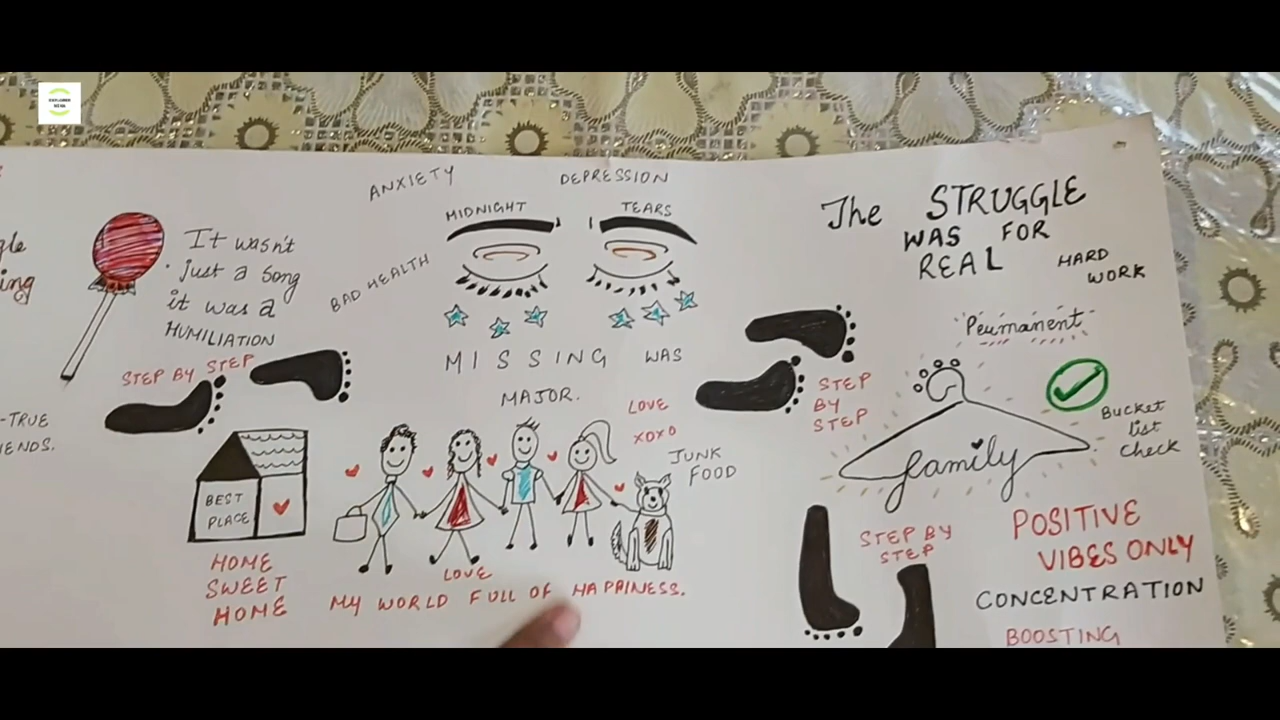 EXPLORER
ANXIETY
DEPRESSION
MIDNIGHT
TEARS
BAD HEALTH
It wasn't
just a song
it was a
HUMILIATION
STEP BY STEP
MISSING WAS
MAJOR.
BEST
PLACE
HOME
SWEET
HOME
LOVE
XOXO
JUNK
FOOD
LOVE
MY WORLD FULL OF HAPPINESS.
The STRUGGLE
WAS FOR
REAL
HARD
WORK
STEP
BY
STEP
Permanent
family
Bucket
list
check
STEP BY
STEP
POSITIVE
VIBES ONLY
CONCENTRATION
BOOSTING
-TRUE